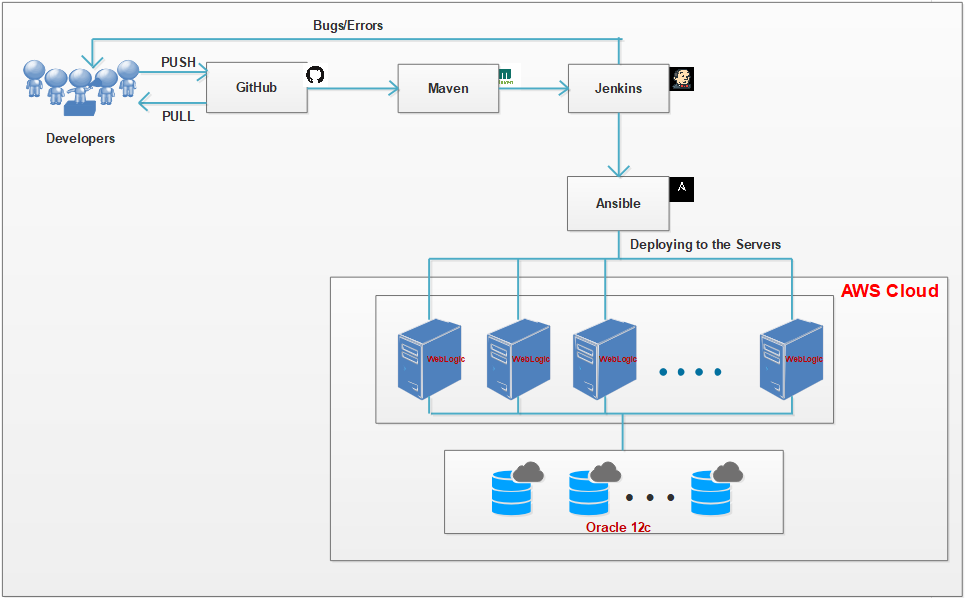 Bugs/Errors
PUSH
GitHub
Maven
Jenkins
PULL
Developers
Ansible
Deploying to the Servers
AWS Cloud
WebLogic
WebLogic
WebLogic
WebLogic
Oracle 12c